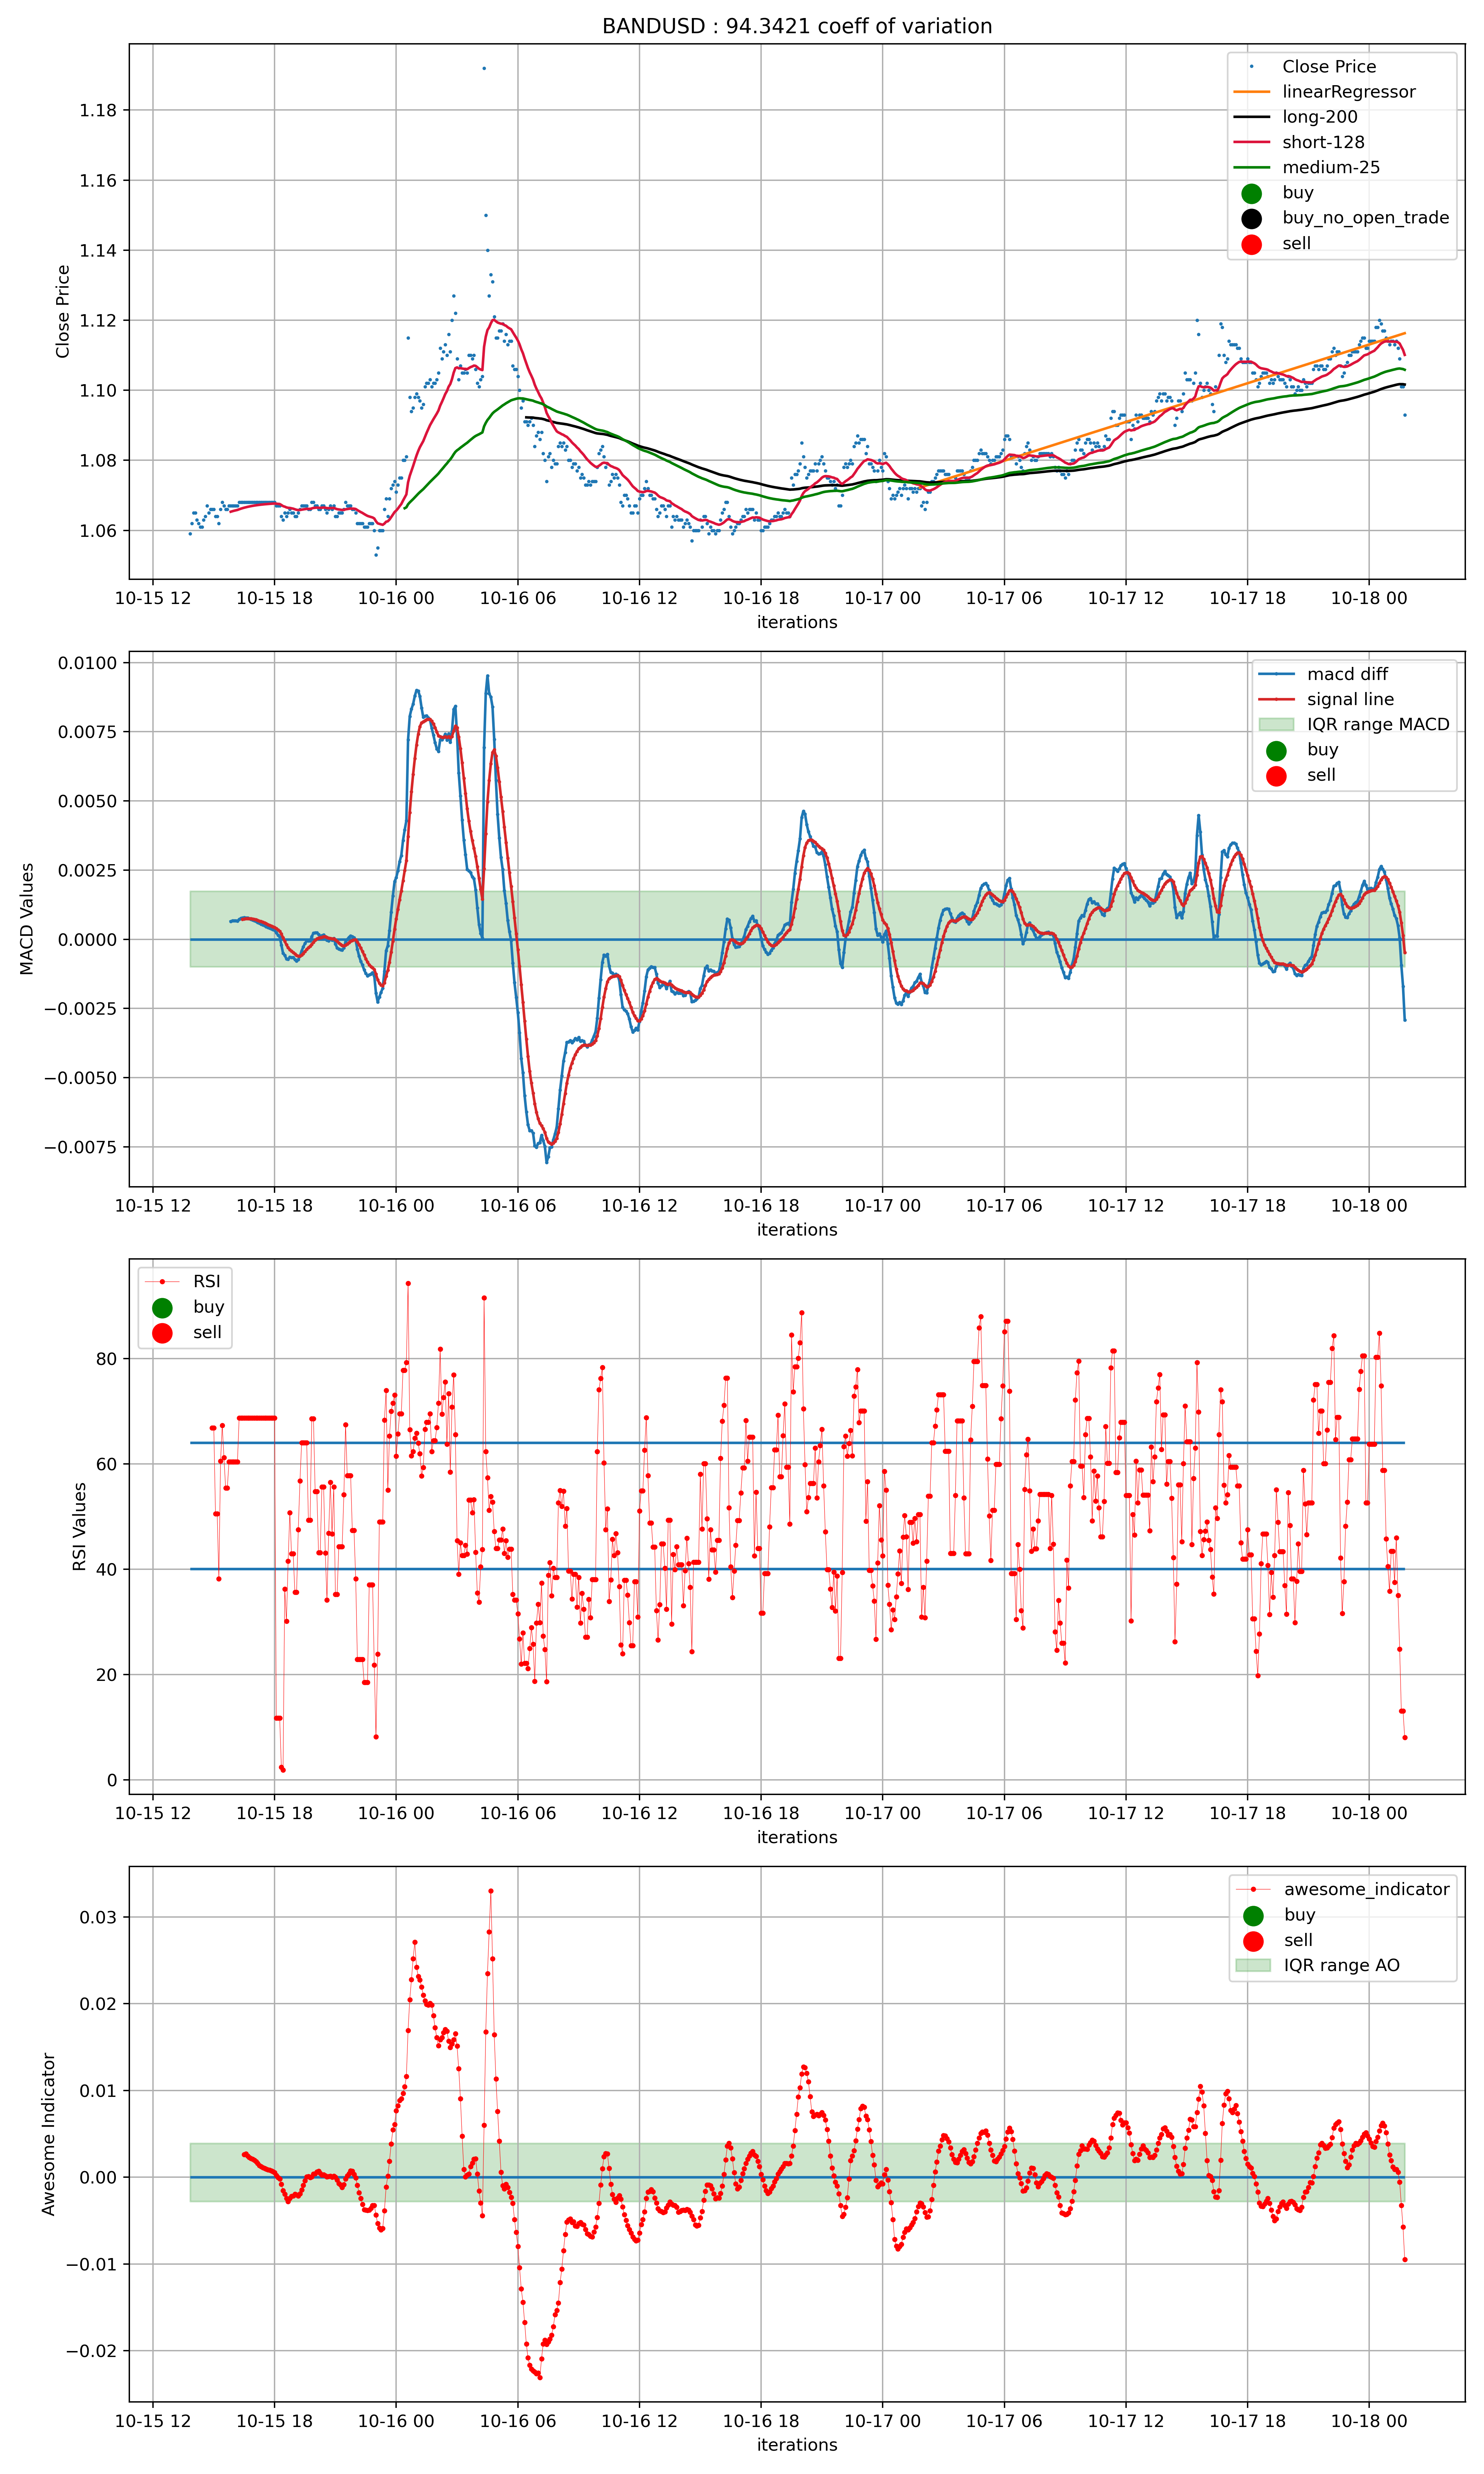 BANDUSD : 94.3421 coeff of variation
Close Price
1.18
1.16
1.14
1.12
1.10
1.08
1.06
Close Price
linearRegressor
long-200
short-128
medium-25
buy
buy_no_open_trade
sell
10-15 12 10-15 18 10-16 00 10-16 06 10-16 12 10-16 18 10-17 00 10-17 06 10-17 12 10-17 18 10-18 00
iterations
MACD Values
0.0100
0.0075
0.0050
0.0025
0.0000
−0.0025
−0.0050
−0.0075
macd diff
signal line
IQR range MACD
buy
sell
10-15 12 10-15 18 10-16 00 10-16 06 10-16 12 10-16 18 10-17 00 10-17 06 10-17 12 10-17 18 10-18 00
iterations
RSI Values
80
60
40
20
0
RSI
buy
sell
10-15 12 10-15 18 10-16 00 10-16 06 10-16 12 10-16 18 10-17 00 10-17 06 10-17 12 10-17 18 10-18 00
iterations
Awesome Indicator
0.03
0.02
0.01
0.00
−0.01
−0.02
awesome_indicator
buy
sell
IQR range AO
10-15 12 10-15 18 10-16 00 10-16 06 10-16 12 10-16 18 10-17 00 10-17 06 10-17 12 10-17 18 10-18 00
iterations